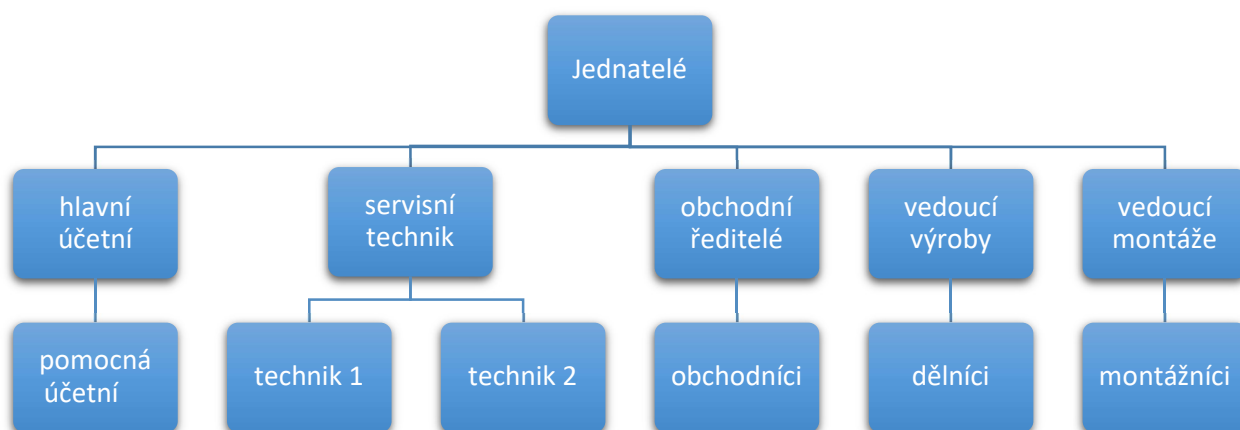 Jednatelé
hlavní
účetní
servisní
technik
obchodní
ředitelé
vedoucí
výroby
vedoucí
montáže
pomocná
účetní
technik 1
technik 2
obchodníci
dělníci
montážníci